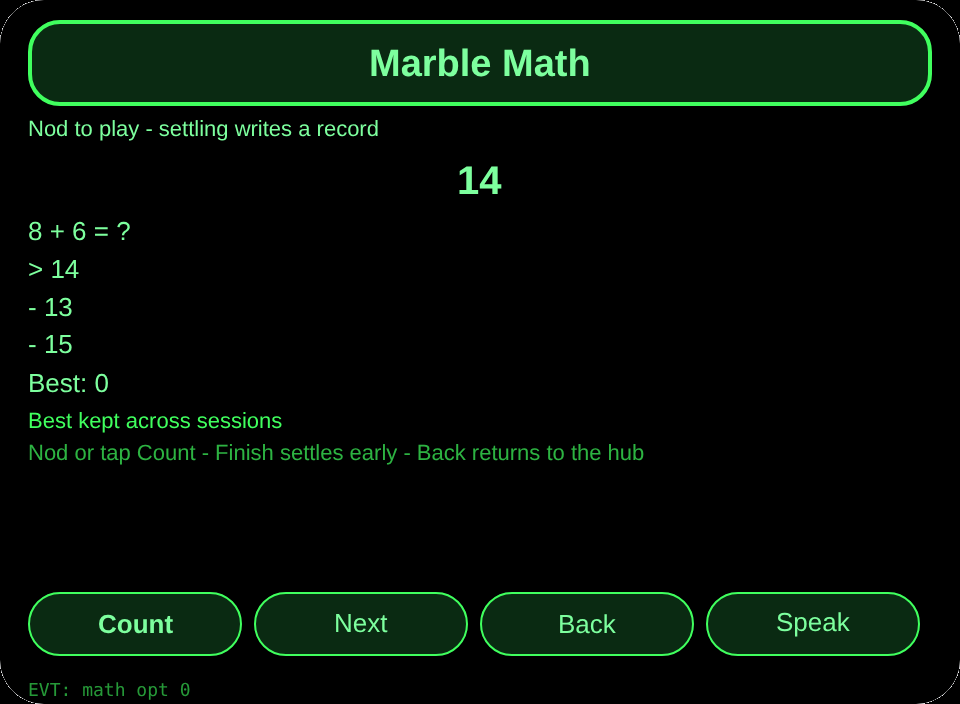 Marble Math
Nod to play - settling writes a record
14
8 + 6 = ?
> 14
- 13
- 15
Best: 0
Best kept across sessions
Nod or tap Count - Finish settles early - Back returns to the hub
Count Next Back Speak
EVT: math opt 0